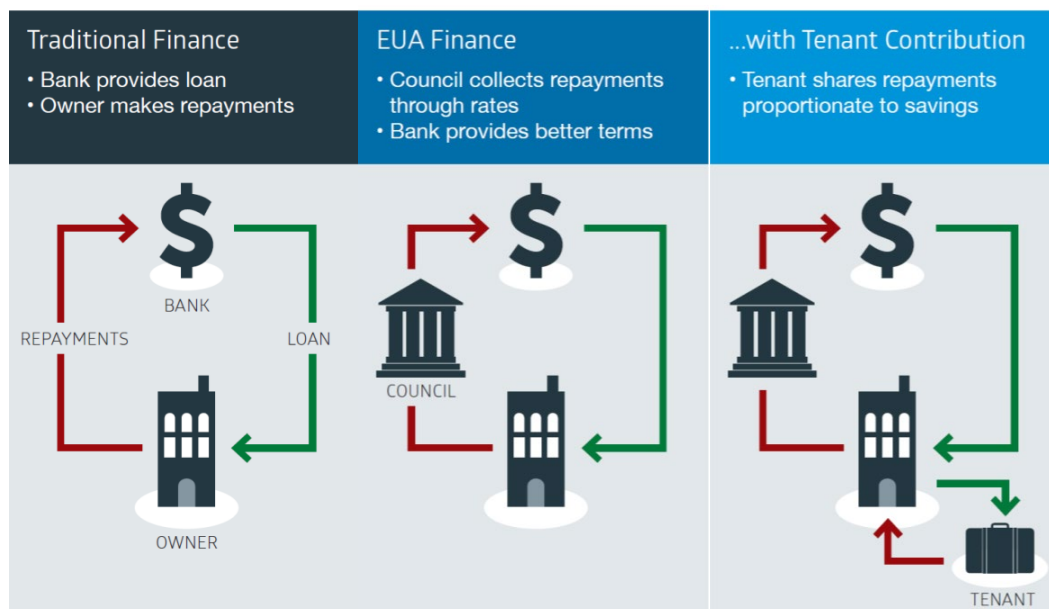 Traditional Finance
• Bank provides loan
• Owner makes repayments
EUA Finance
• Council collects repayments
through rates
• Bank provides better terms
...with Tenant Contribution
• Tenant shares repayments
proportionate to savings
$
BANK
REPAYMENTS
LOAN
OWNER
$
COUNCIL
$
TENANT